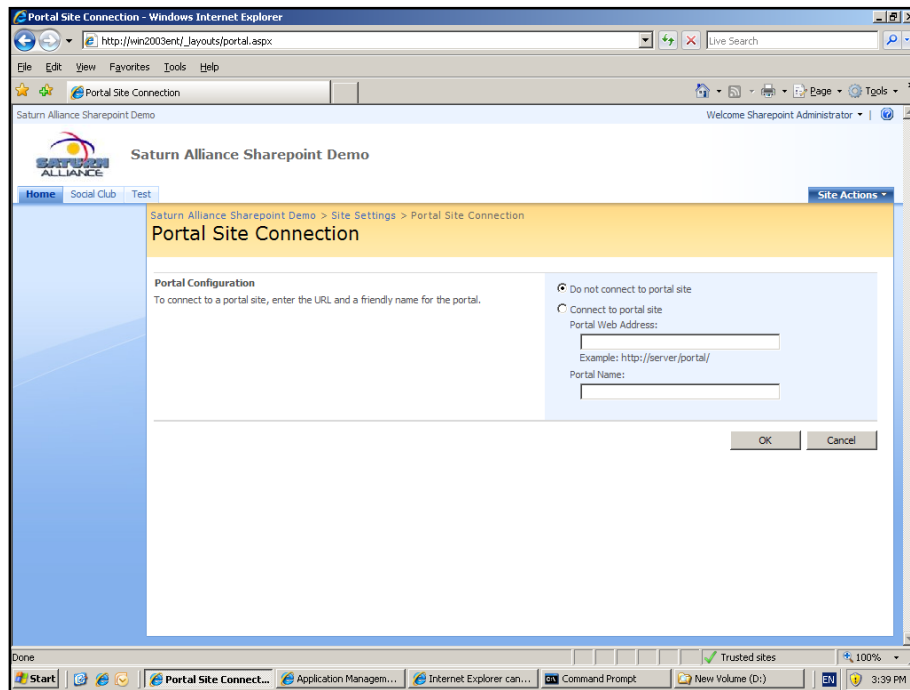 Portal Site Connection - Windows Internet Explorer
http://win2003ent/_layouts/portal.aspx
Live Search
File Edit View Favorites Tools Help
Portal Site Connection
Page Tools
Saturn Alliance Sharepoint Demo
Welcome Sharepoint Administrator
SATURN
ALLIANCE
Saturn Alliance Sharepoint Demo
Home Social Club Test
Site Actions
Saturn Alliance Sharepoint Demo > Site Settings > Portal Site Connection
Portal Site Connection
Portal Configuration
To connect to a portal site, enter the URL and a friendly name for the portal.
Do not connect to portal site
Connect to portal site
Portal Web Address:
Example: http://server/portal/
Portal Name:
OK Cancel
Done
Trusted sites
100%
Start
Portal Site Connect... Application Managem... Internet Explorer can... Command Prompt New Volume (D:)
EN
3:39 PM